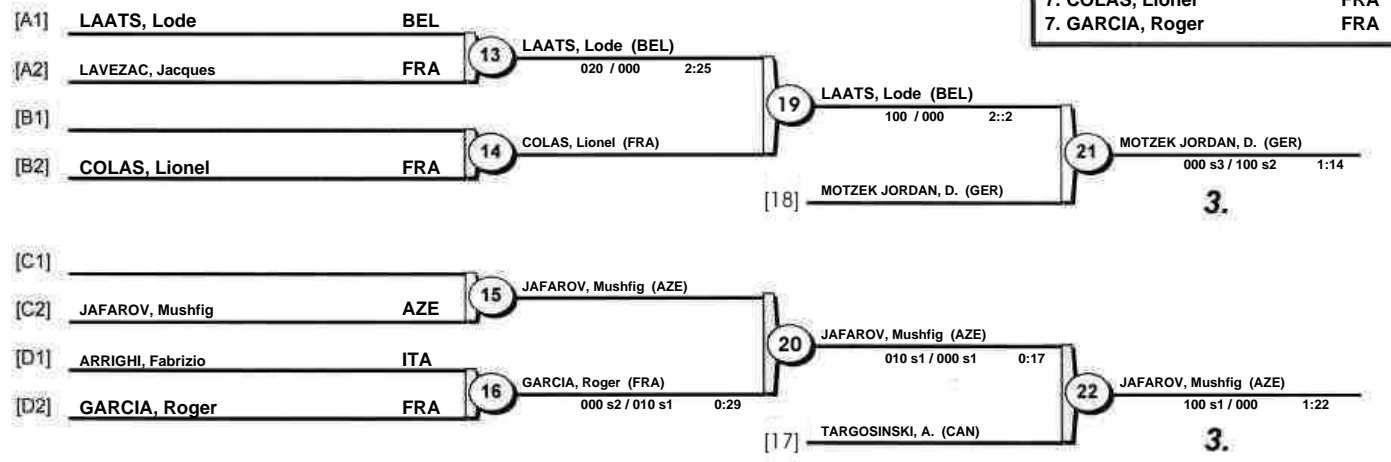 7. COLAS, Lionel FRA
7. GARCIA, Roger FRA
[A1] LAATS, Lode BEL
13 LAATS, Lode (BEL)
020 / 000 2:25
[A2] LAVEZAC, Jacques FRA
19 LAATS, Lode (BEL)
100 / 000 2::2
[B1]
14 COLAS, Lionel (FRA)
[B2] COLAS, Lionel FRA
21 MOTZEK JORDAN, D. (GER)
000 s3 / 100 s2 1:14
[18] MOTZEK JORDAN, D. (GER)
3.
[C1]
15 JAFAROV, Mushfig (AZE)
[C2] JAFAROV, Mushfig AZE
20 JAFAROV, Mushfig (AZE)
010 s1 / 000 s1 0:17
[D1] ARRIGHI, Fabrizio ITA
16 GARCIA, Roger (FRA)
000 s2 / 010 s1 0:29
[D2] GARCIA, Roger FRA
22 JAFAROV, Mushfig (AZE)
100 s1 / 000 1:22
[17] TARGOSINSKI, A. (CAN)
3.